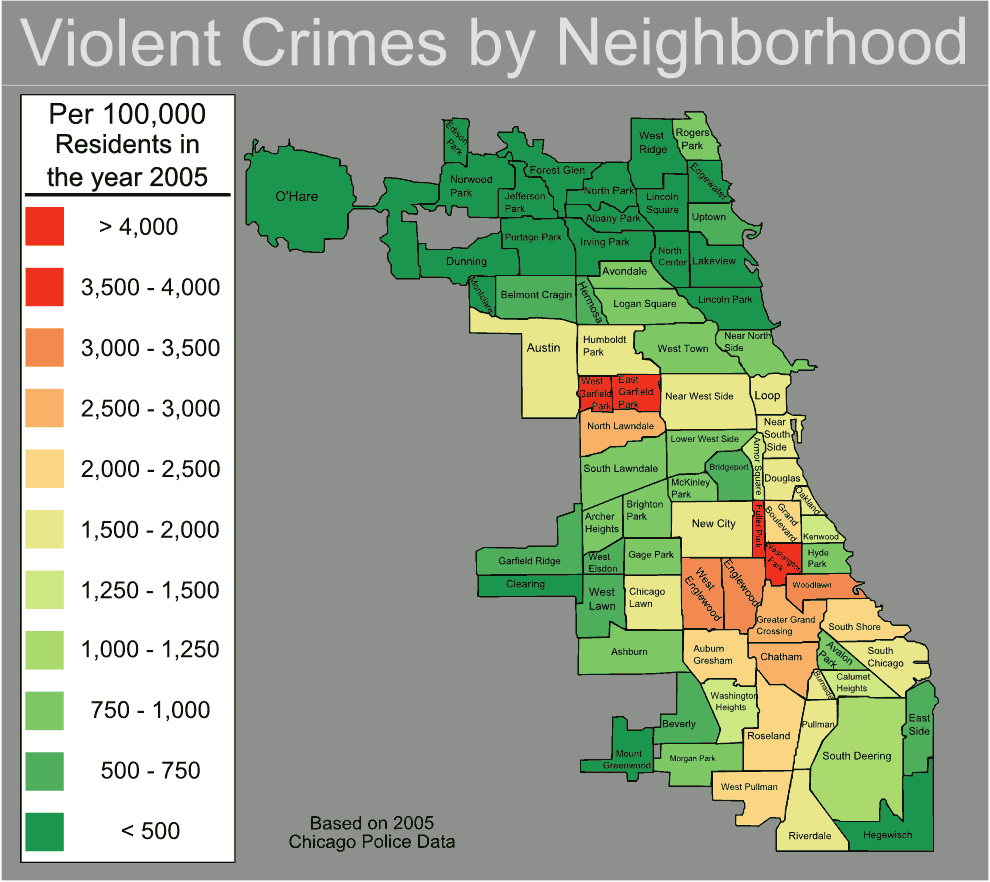 Violent Crimes by Neighborhood
Per 100,000
Residents in
the year 2005
> 4,000
3,500 - 4,000
3,000 - 3,500
2,500 - 3,000
2,000 - 2,500
1,500 - 2,000
1,250 - 1,500
1,000 - 1,250
750 - 1,000
500 - 750
< 500
O'Hare
Edison
Park
Norwood
Park
Jefferson
Park
Forest Glen
North Park
Albany Park
West
Ridge
Rogers
Park
Edgewater
Lincoln
Square
Uptown
Dunning
Portage Park
Irving Park
North
Center
Lakeview
Montclare
Belmont Cragin
Hermosa
Avondale
Logan Square
Lincoln Park
Austin
Humboldt
Park
West Town
Near North
Side
West
Garfield
Park
East
Garfield
Park
Near West Side
Loop
North Lawndale
Near
South
Side
South Lawndale
Lower West Side
Armor Square
Bridgeport
Douglas
McKinley
Park
Oakland
Archer
Heights
Brighton
Park
New City
Fuller Park
Grand
Boulevard
Kenwood
Garfield Ridge
West
Elsdon
Gage Park
Washington
Park
Hyde
Park
Clearing
West
Lawn
Chicago
Lawn
West
Englewood
Englewood
Woodlawn
Greater Grand
Crossing
South Shore
Ashburn
Auburn
Gresham
Chatham
Avalon
Park
South
Chicago
Burnside
Calumet
Heights
Washington
Heights
Beverly
Roseland
Pullman
East
Side
Mount
Greenwood
Morgan Park
South Deering
West Pullman
Riverdale
Hegewisch
Based on 2005
Chicago Police Data